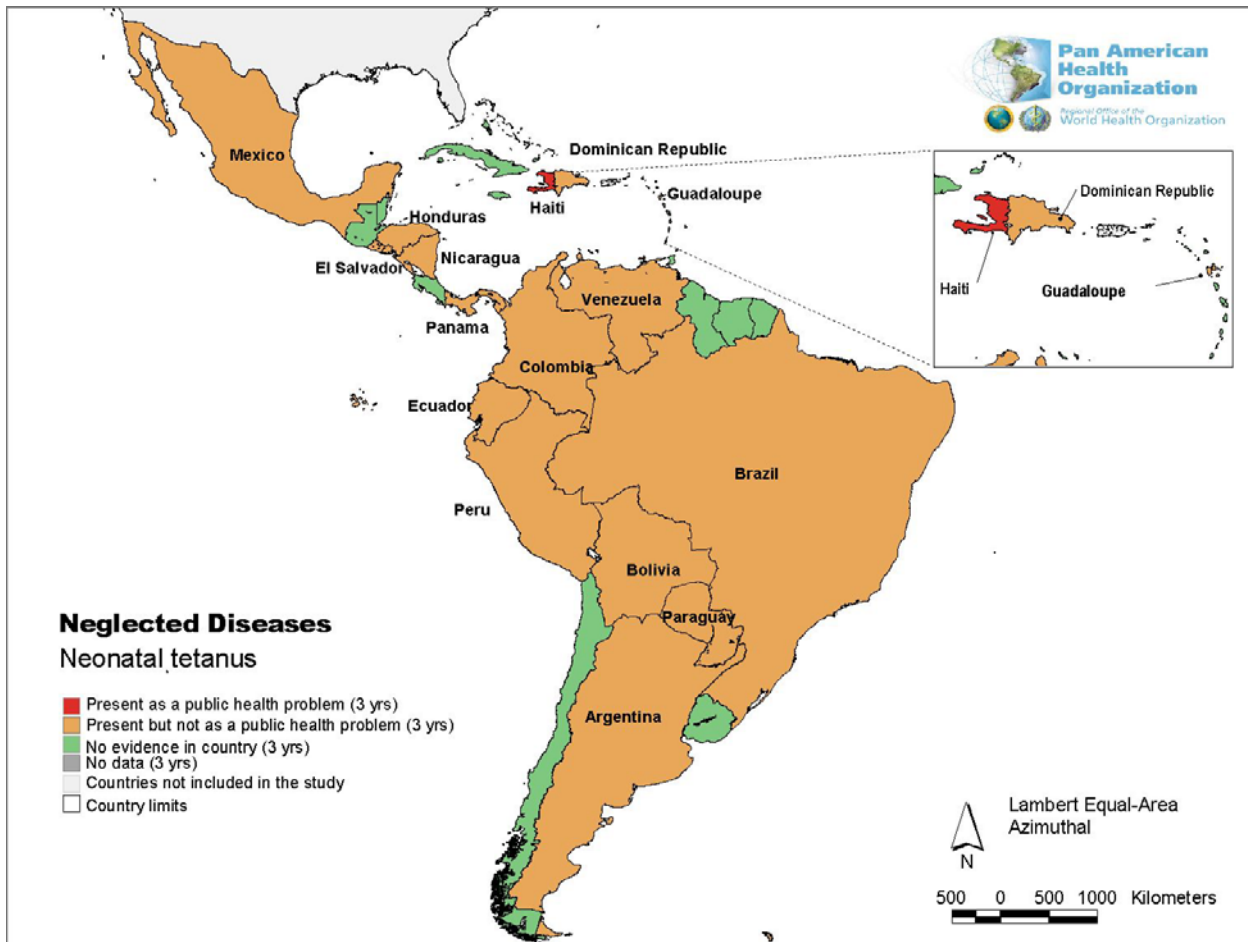 Pan American
Health
Organization
Regional Office of the
World Health Organization
Mexico
Dominican Republic
Guadaloupe
Haiti
Honduras
Nicaragua
El Salvador
Panama
Venezuela
Colombia
Ecuador
Peru
Brazil
Bolivia
Paraguay
Argentina
Dominican Republic
Haiti
Guadaloupe
Neglected Diseases
Neonatal tetanus
Present as a public health problem (3 yrs)
Present but not as a public health problem (3 yrs)
No evidence in country (3 yrs)
No data (3 yrs)
Countries not included in the study
Country limits
Lambert Equal-Area
Azimuthal
N
500 0 500 1000 Kilometers